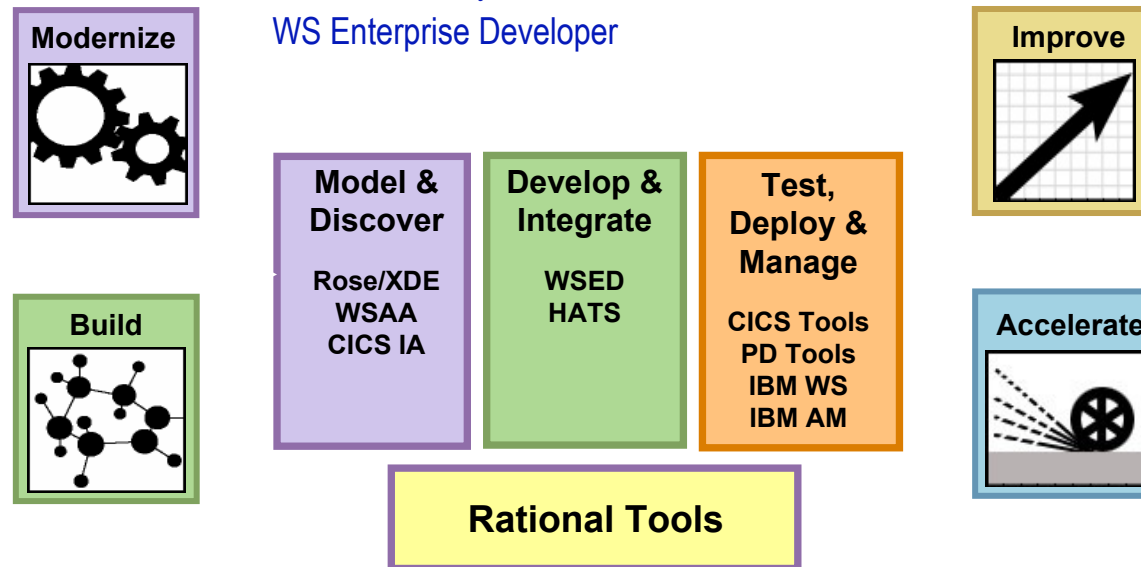 WS Enterprise Developer
Modernize
Improve
Model &
Discover
Rose/XDE
WSAA
CICS IA
Develop &
Integrate
WSED
HATS
Test,
Deploy &
Manage
CICS Tools
PD Tools
IBM WS
IBM AM
Build
Accelerate
Rational Tools